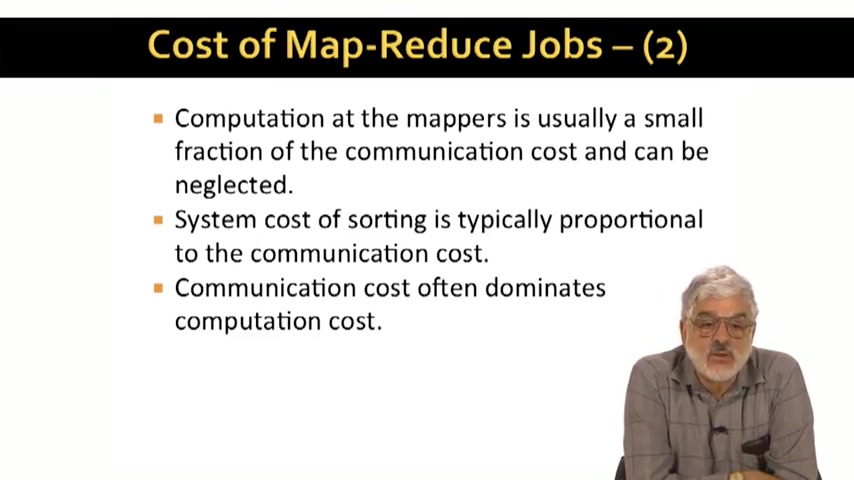 Cost of Map-Reduce Jobs – (2)
Computation at the mappers is usually a small
fraction of the communication cost and can be
neglected.
System cost of sorting is typically proportional
to the communication cost.
Communication cost often dominates
computation cost.